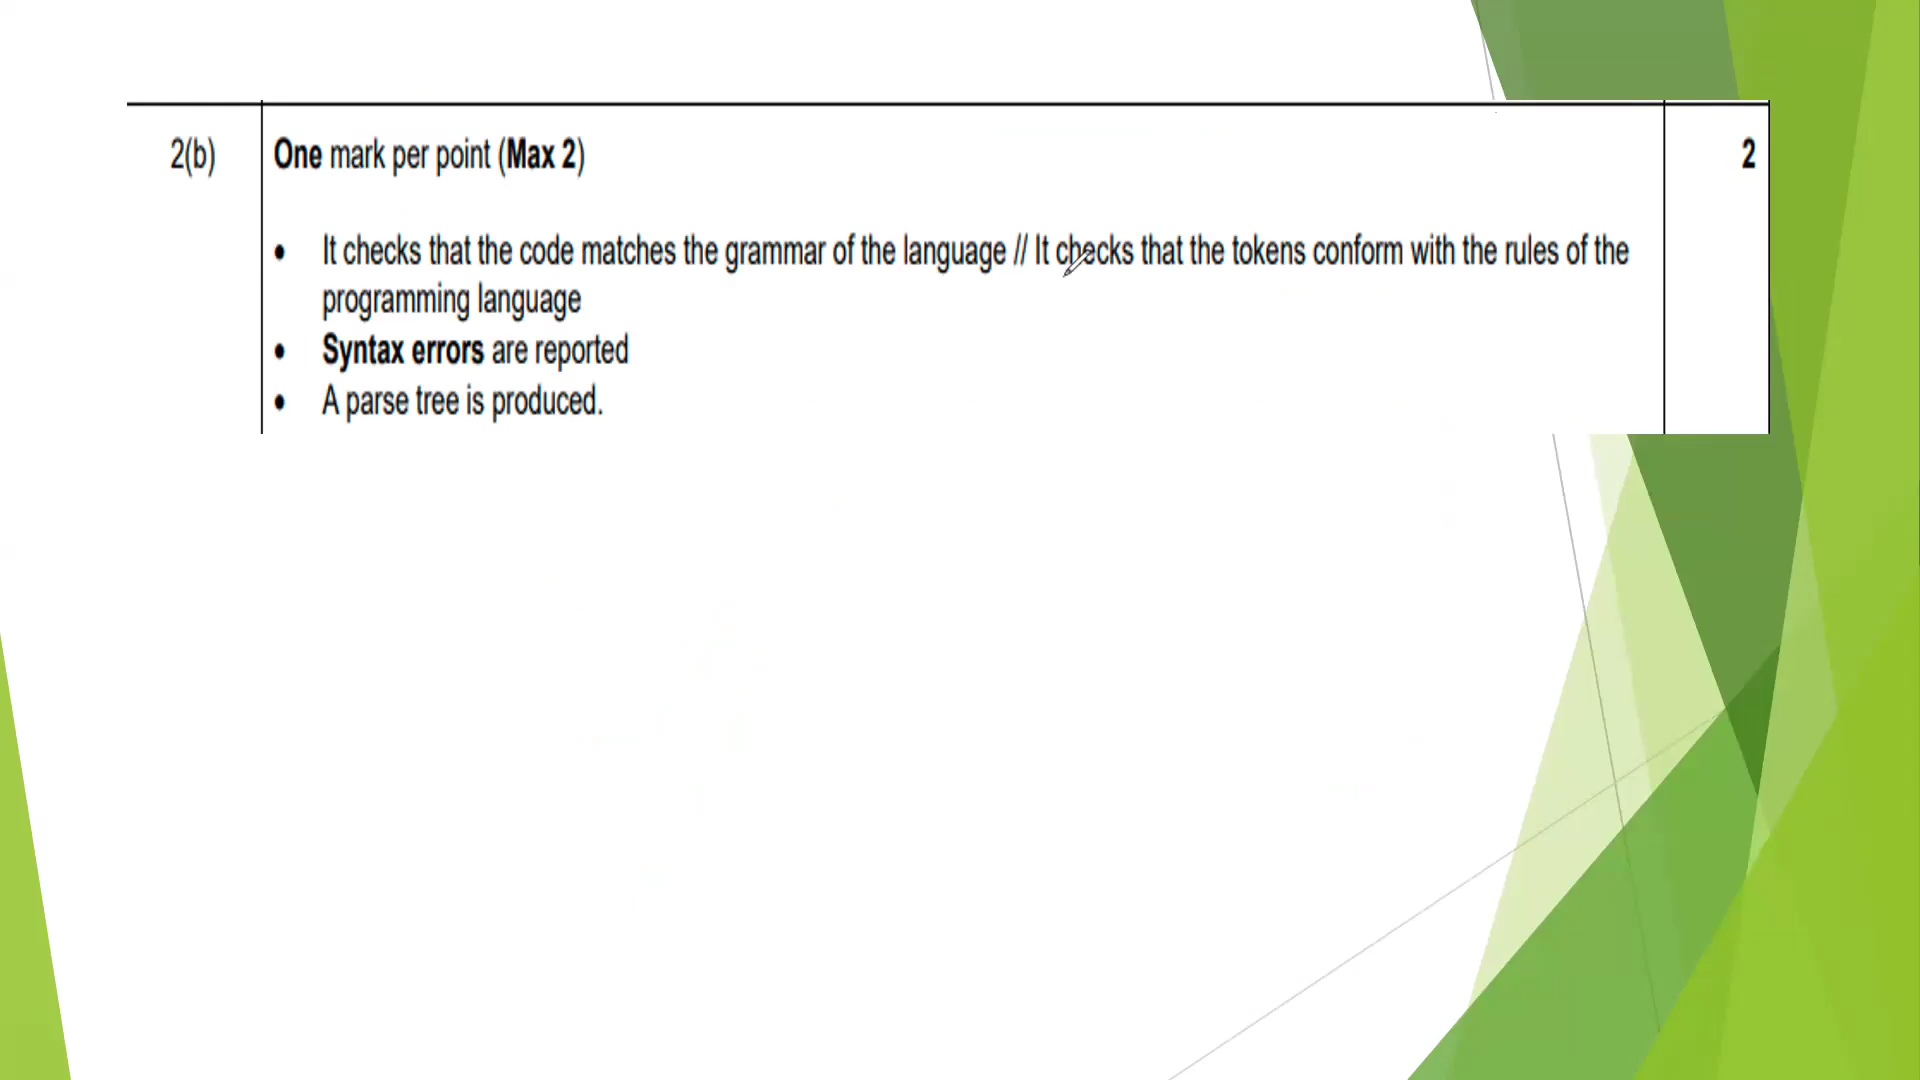 2(b) One mark per point (Max 2) 2
• It checks that the code matches the grammar of the language // It checks that the tokens conform with the rules of the
programming language
• Syntax errors are reported
• A parse tree is produced.